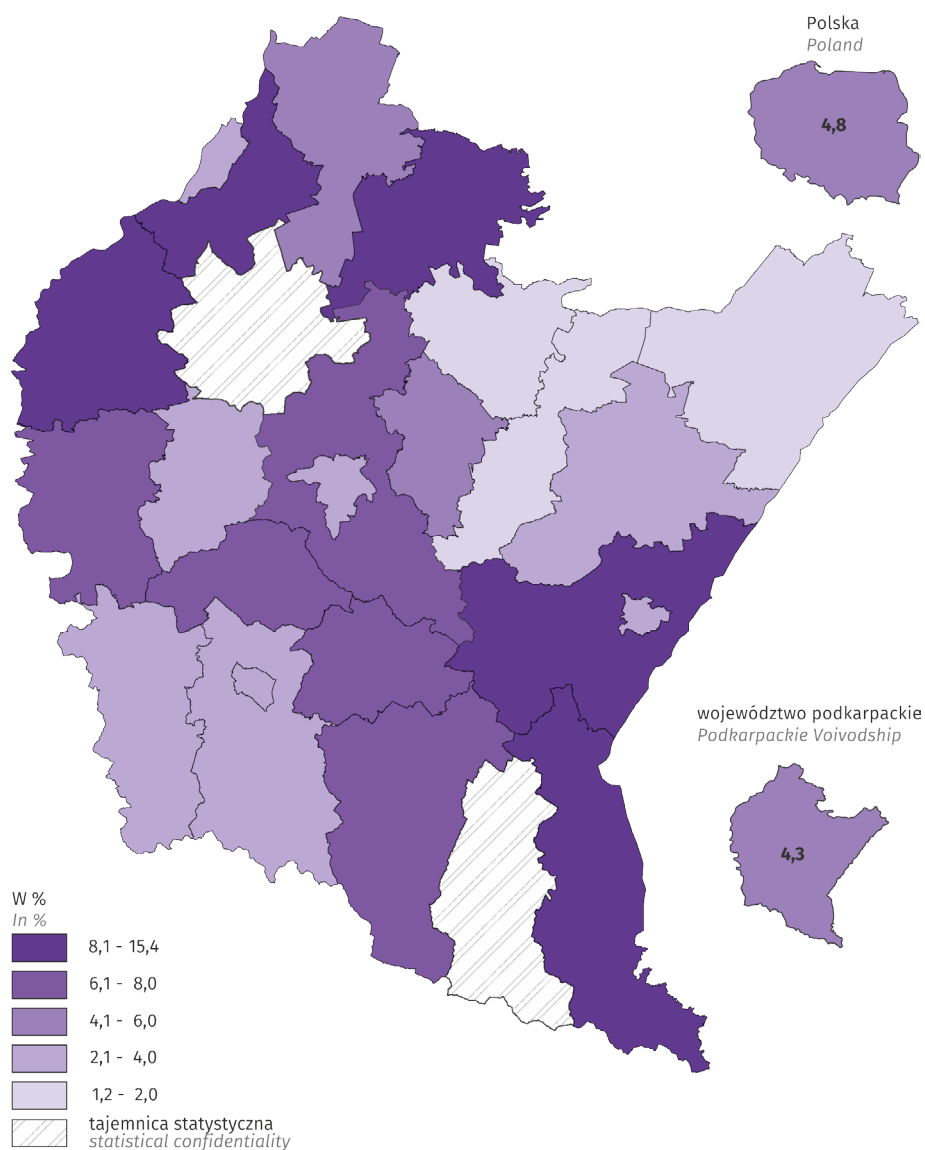 Polska
Poland
4,8
województwo podkarpackie
Podkarpackie Voivodship
4,3
W %
In %
8,1 - 15,4
6,1 - 8,0
4,1 - 6,0
2,1 - 4,0
1,2 - 2,0
tajemnica statystyczna
statistical confidentiality